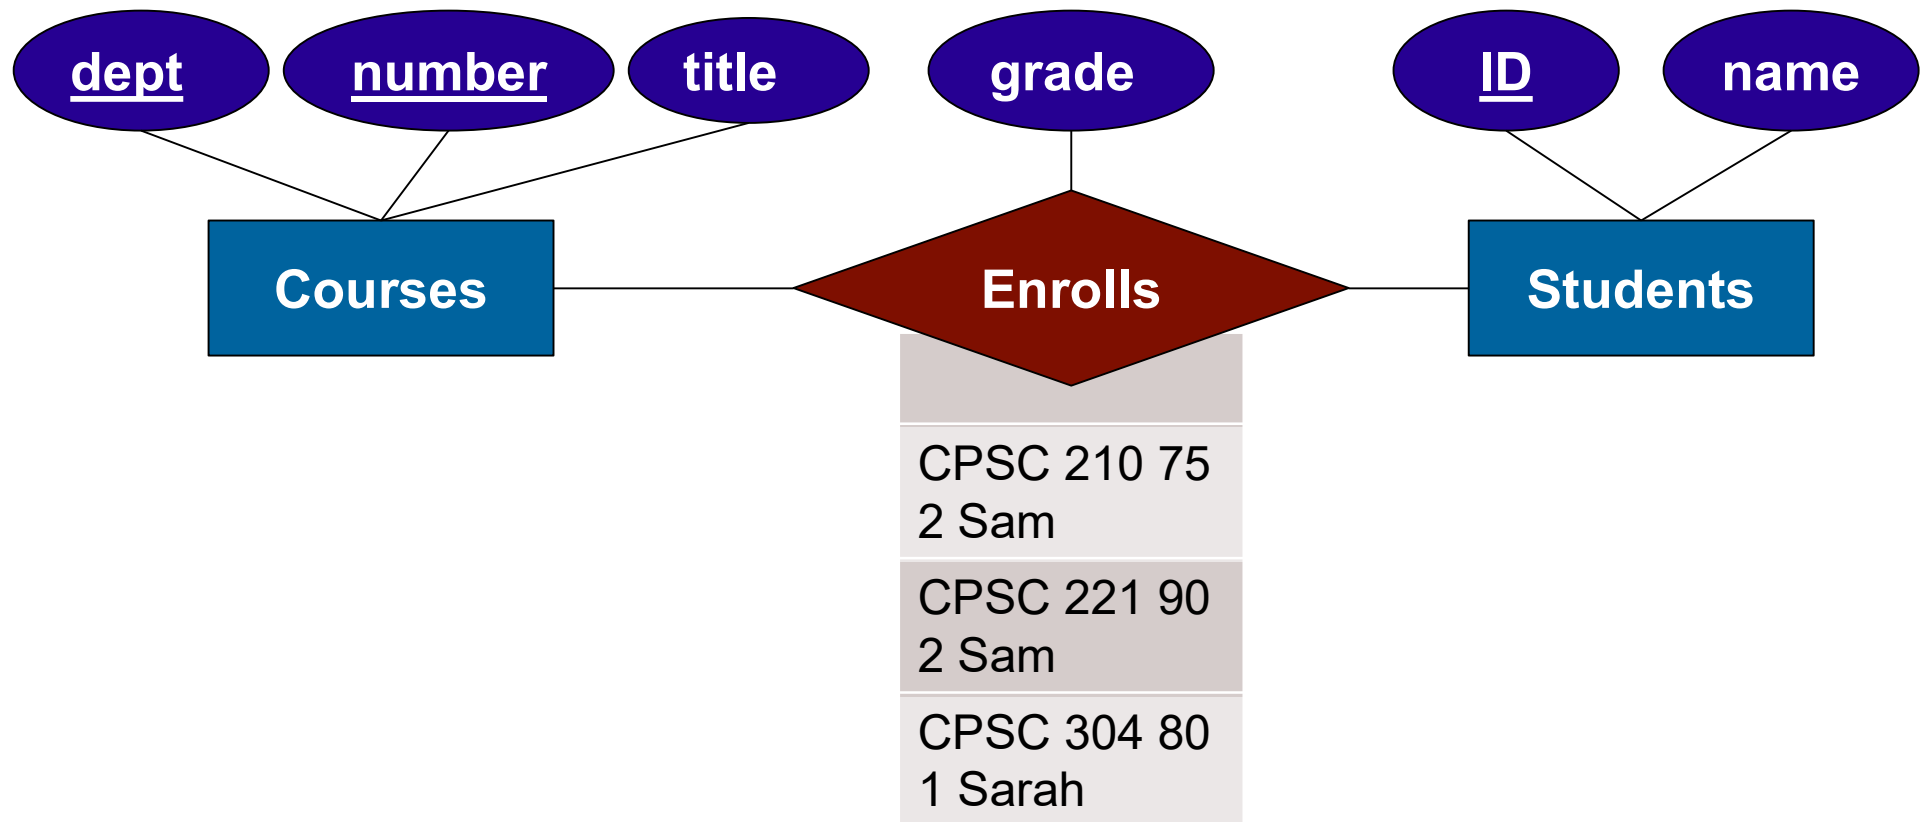 dept number title grade ID name
Courses Enrolls Students
CPSC 210 75
2 Sam
CPSC 221 90
2 Sam
CPSC 304 80
1 Sarah